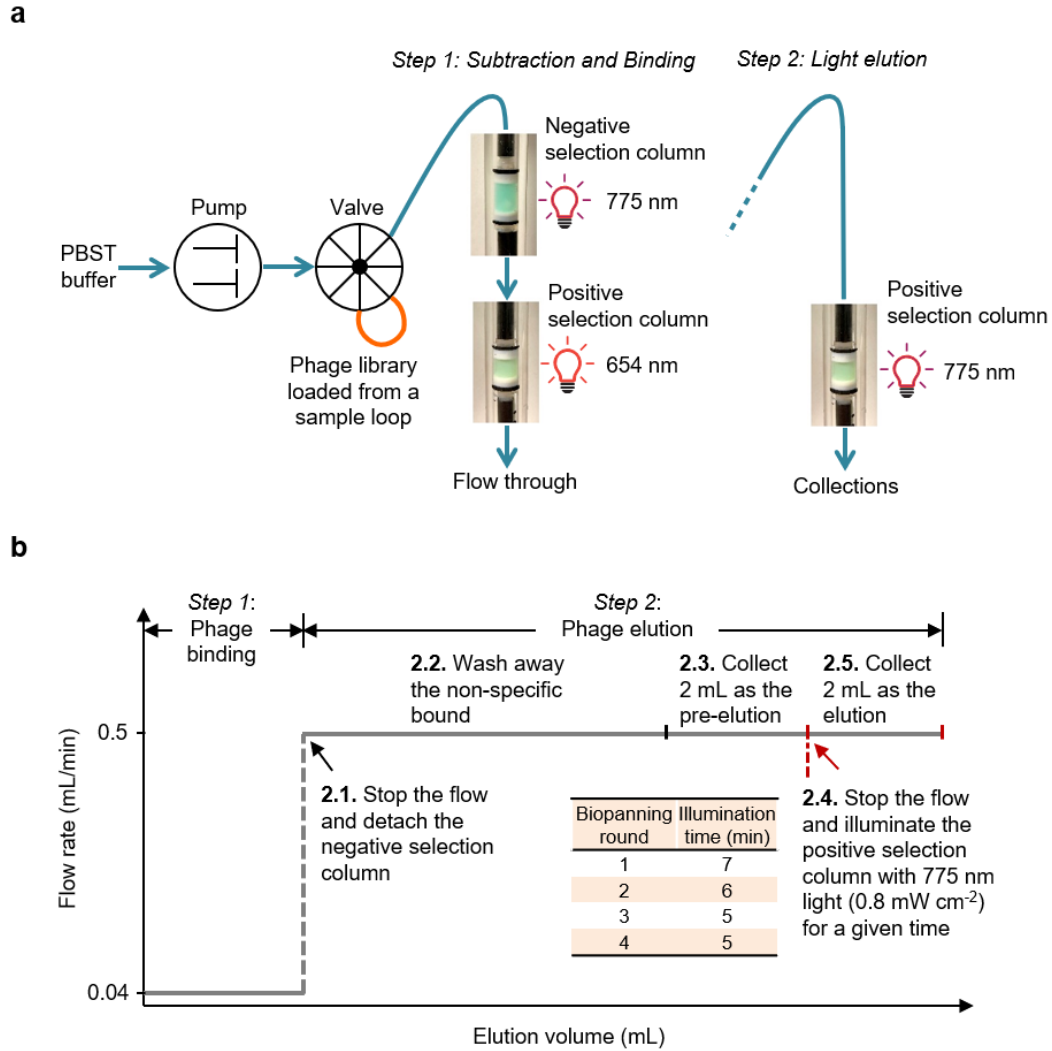 a
Step 1: Subtraction and Binding
Step 2: Light elution
Negative
selection column
775 nm
Pump
Valve
PBST
buffer
Positive
selection column
654 nm
Phage library
loaded from a
sample loop
Flow through
Positive
selection column
775 nm
Collections
b
Step 1:
Phage
binding
Step 2:
Phage elution
2.2. Wash away
the non-specific
bound
2.3. Collect
2 mL as the
pre-elution
2.5. Collect
2 mL as the
elution
0.5
2.1. Stop the flow
and detach the
negative selection
column
Biopanning round Illumination time (min)
1 7
2 6
3 5
4 5
2.4. Stop the flow
and illuminate the
positive selection
column with 775 nm
light (0.8 mW cm-2)
for a given time
Flow rate (mL/min)
0.04
Elution volume (mL)